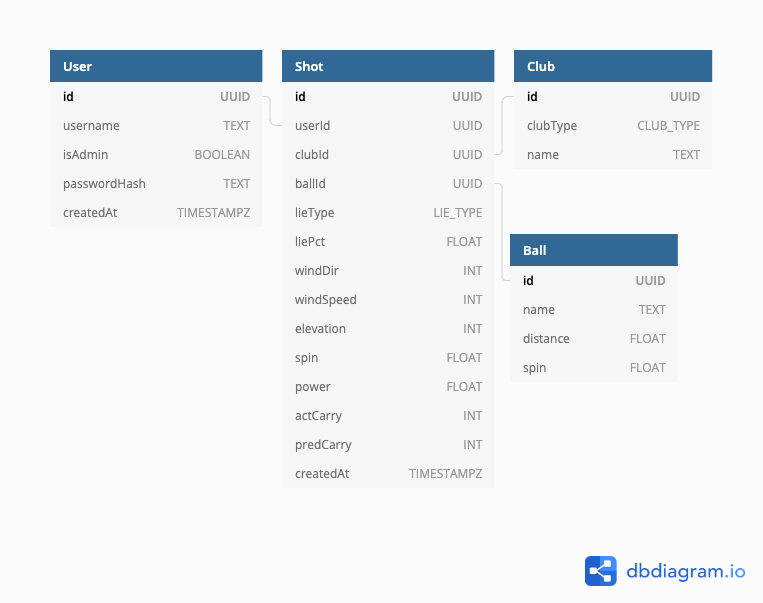 User
id UUID
username TEXT
isAdmin BOOLEAN
passwordHash TEXT
createdAt TIMESTAMPZ
Shot
id UUID
userId UUID
clubId UUID
ballId UUID
lieType LIE_TYPE
liePct FLOAT
windDir INT
windSpeed INT
elevation INT
spin FLOAT
power FLOAT
actCarry INT
predCarry INT
createdAt TIMESTAMPZ
Club
id UUID
clubType CLUB_TYPE
name TEXT
Ball
id UUID
name TEXT
distance FLOAT
spin FLOAT
dbdiagram.io